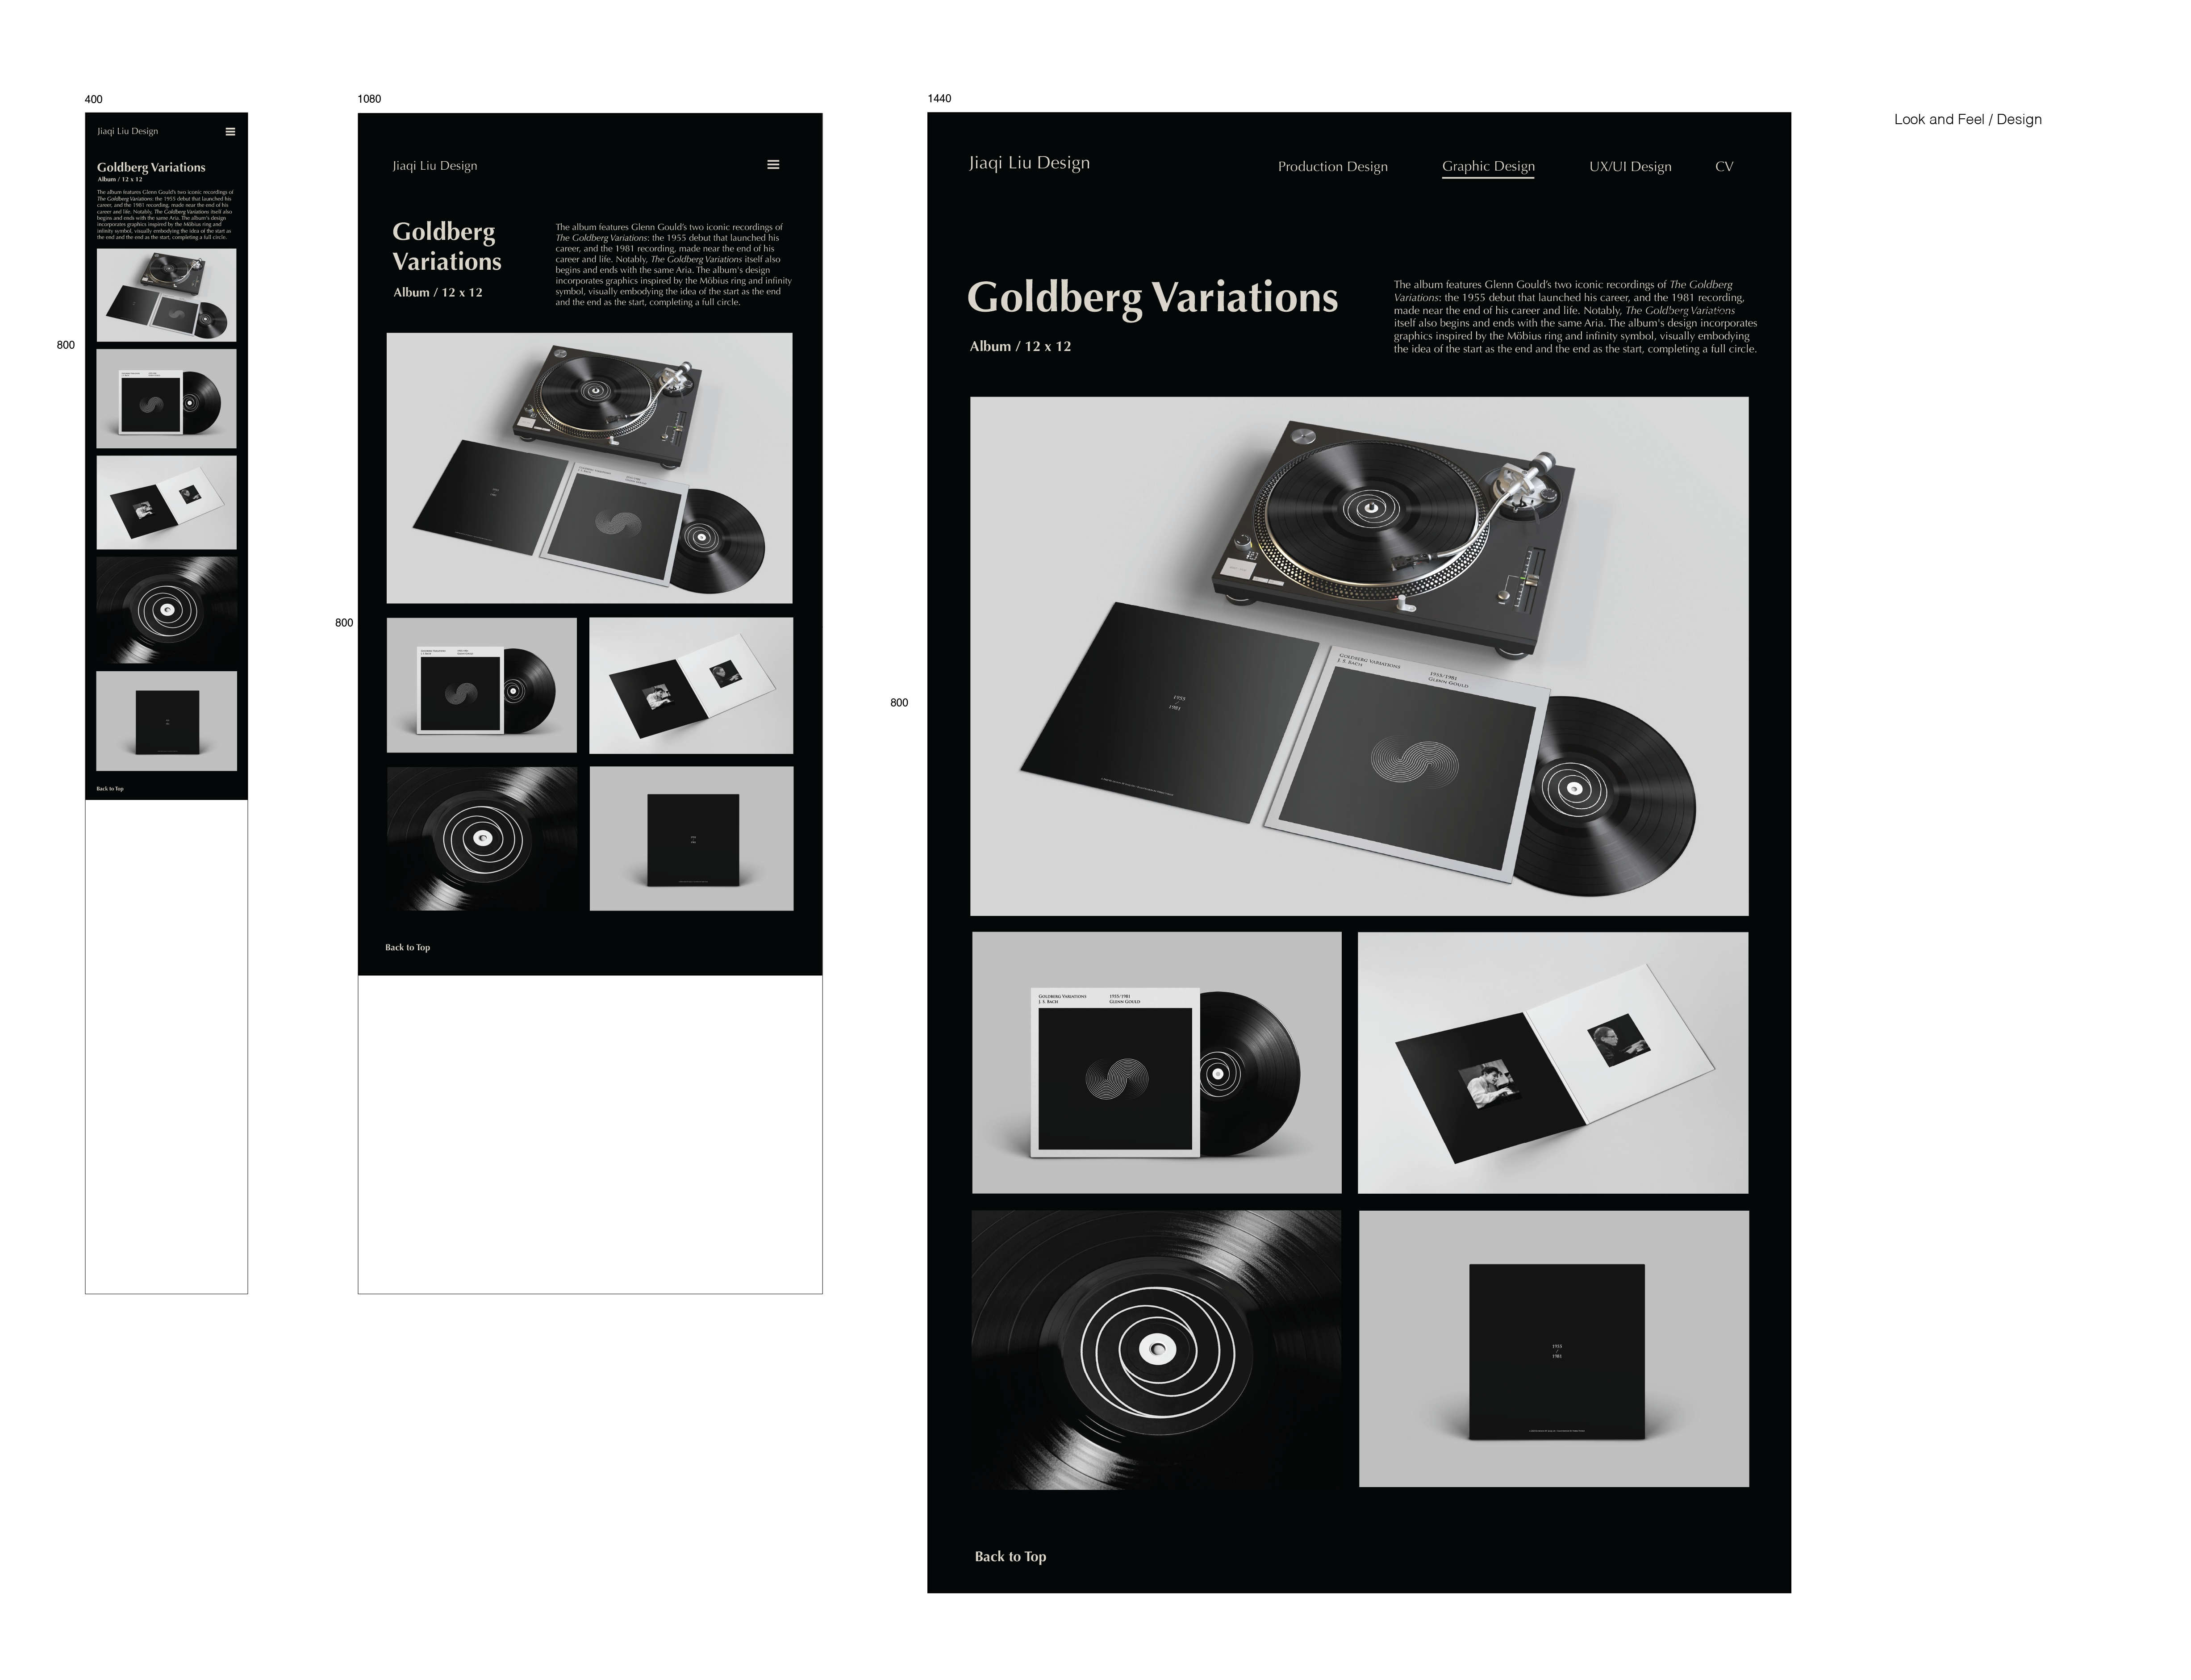 400
Jiaqi Liu Design
Goldberg Variations
Album / 12 x 12
The album features Glenn Gould's two iconic recordings of
The Goldberg Variations: the 1955 debut that launched his
career, and the 1981 recording, made near the end of his
career and life. Notably, The Goldberg Variations itself also
begins and ends with the same Aria. The album's design
incorporates graphics inspired by the Möbius ring and
infinity symbol, visually embodying the idea of the start as
the end and the end as the start, completing a full circle.
800
Back to Top
1080
Jiaqi Liu Design
Goldberg
Variations
Album / 12 x 12
The album features Glenn Gould's two iconic recordings of
The Goldberg Variations: the 1955 debut that launched his
career, and the 1981 recording, made near the end of his
career and life. Notably, The Goldberg Variations itself also
begins and ends with the same Aria. The album's design
incorporates graphics inspired by the Möbius ring and infinity
symbol, visually embodying the idea of the start as the end
and the end as the start, completing a full circle.
800
Back to Top
1440
Jiaqi Liu Design
Production Design
Graphic Design
UX/UI Design
CV
Goldberg Variations
Album / 12 x 12
The album features Glenn Gould's two iconic recordings of The Goldberg
Variations: the 1955 debut that launched his career, and the 1981 recording,
made near the end of his career and life. Notably, The Goldberg Variations
itself also begins and ends with the same Aria. The album's design incorporates
graphics inspired by the Möbius ring and infinity symbol, visually embodying
the idea of the start as the end and the end as the start, completing a full circle.
800
1955
/
1981
Goldberg Variations
J. S. Bach
1955/1981
Glenn Gould
Goldberg Variations
J. S. Bach
1955/1981
Glenn Gould
1955
/
1981
Back to Top
Look and Feel / Design